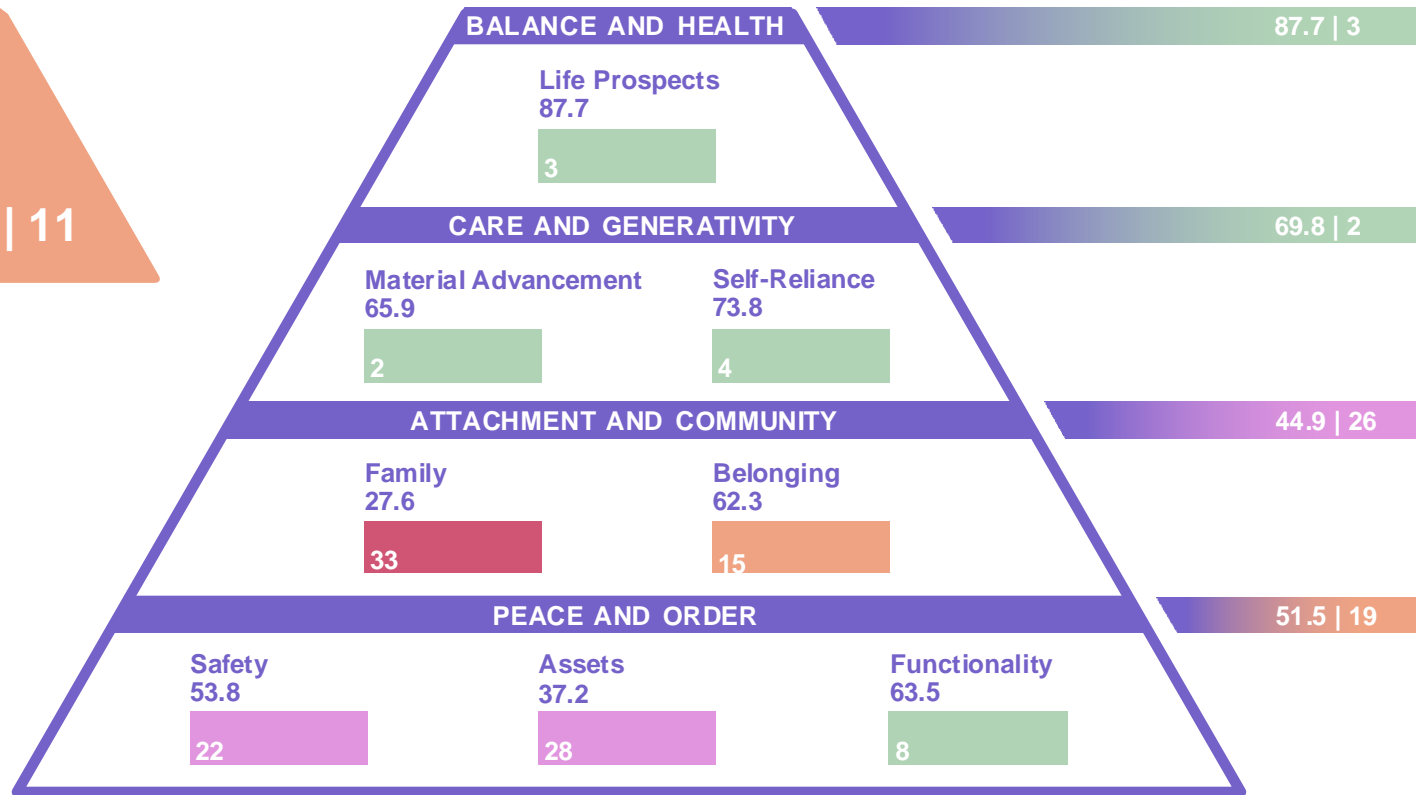 BALANCE AND HEALTH
87.7 | 3
Life Prospects
87.7
3
| 11
CARE AND GENERATIVITY
69.8 | 2
Material Advancement
65.9
2
Self-Reliance
73.8
4
ATTACHMENT AND COMMUNITY
44.9 | 26
Family
27.6
33
Belonging
62.3
15
PEACE AND ORDER
51.5 | 19
Safety
53.8
22
Assets
37.2
28
Functionality
63.5
8